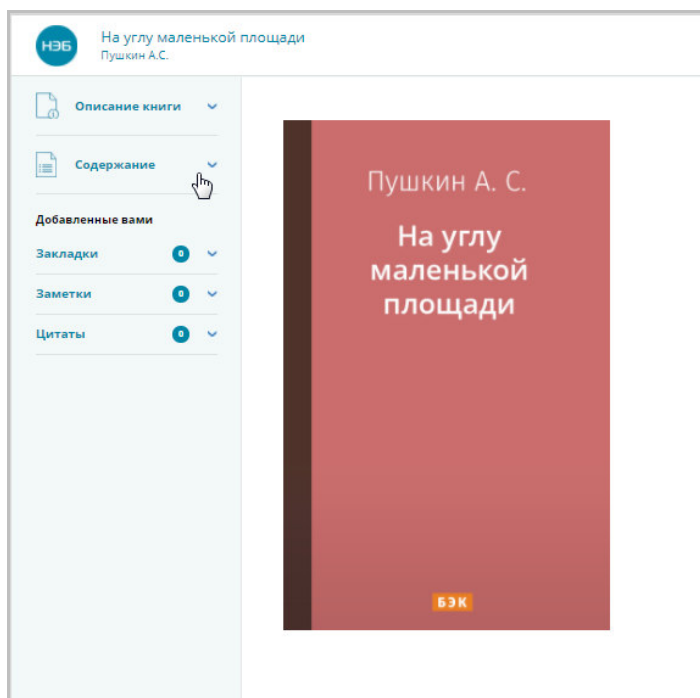 НЭБ
На углу маленькой площади
Пушкин А.С.
Описание книги
Содержание
Добавленные вами
Закладки 0
Заметки 0
Цитаты 0
Пушкин А. С.
На углу
маленькой
площади
БЭК